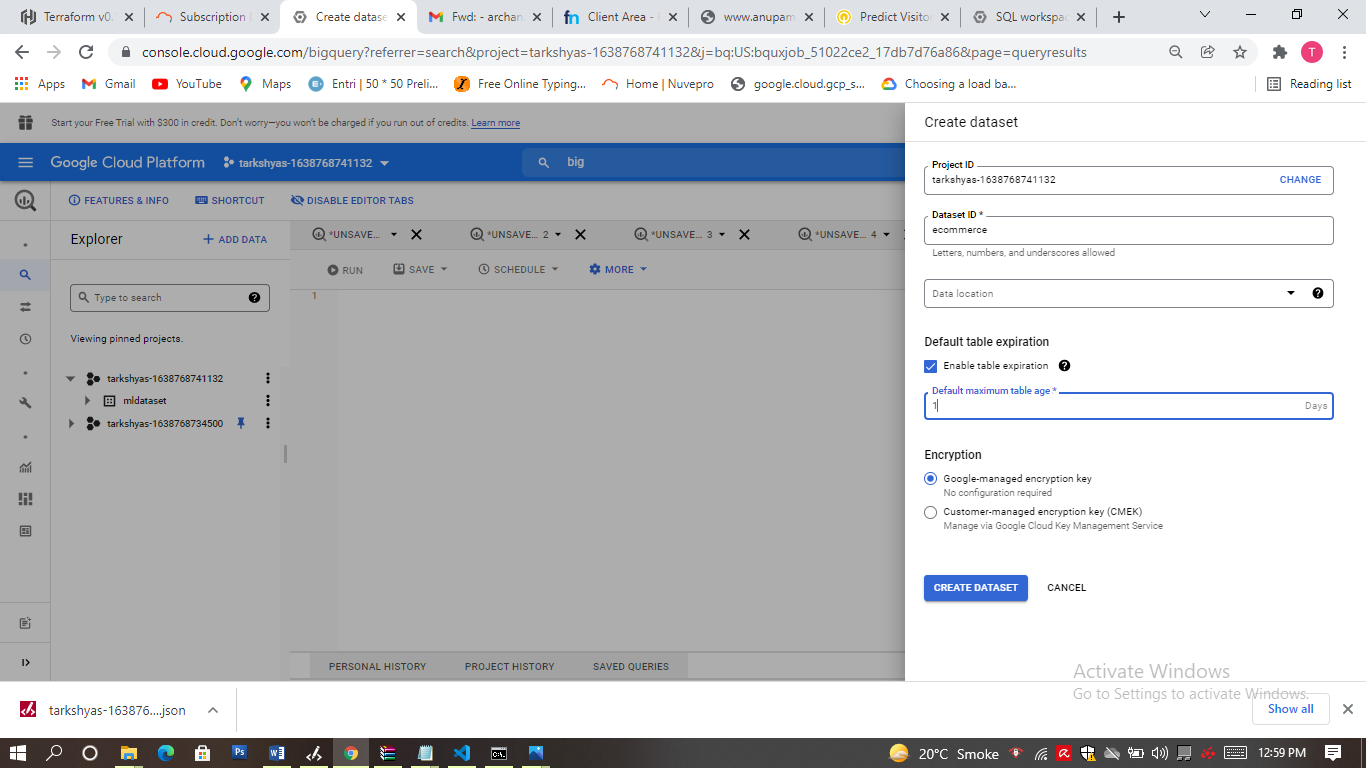 Terraform v0.
Subscription
Create datase
Fwd: - archan
Client Area -
www.anupam
Predict Visitor
SQL workspac
console.cloud.google.com/bigquery?referrer=search&project=tarkshyas-1638768741132&j=bq:US:bquxjob_51022ce2_17db7d76a86&page=queryresults
T
Apps
Gmail
YouTube
Maps
Entri | 50 * 50 Preli...
Free Online Typing...
Home | Nuvepro
google.cloud.gcp_s...
Choosing a load ba...
Reading list
Start your Free Trial with $300 in credit. Don't worry—you won't be charged if you run out of credits. Learn more
Google Cloud Platform
tarkshyas-1638768741132
big
FEATURES & INFO
SHORTCUT
DISABLE EDITOR TABS
Explorer
+ ADD DATA
Type to search
Viewing pinned projects.
tarkshyas-1638768741132
mldataset
tarkshyas-1638768734500
*UNSAVE...
*UNSAVE... 2
*UNSAVE... 3
*UNSAVE... 4
RUN
SAVE
SCHEDULE
MORE
1
PERSONAL HISTORY
PROJECT HISTORY
SAVED QUERIES
Create dataset
Project ID
tarkshyas-1638768741132
CHANGE
Dataset ID *
ecommerce
Letters, numbers, and underscores allowed
Data location
Default table expiration
Enable table expiration
Default maximum table age *
1
Days
Encryption
Google-managed encryption key
No configuration required
Customer-managed encryption key (CMEK)
Manage via Google Cloud Key Management Service
CREATE DATASET
CANCEL
Activate Windows
Go to Settings to activate Windows.
tarkshyas-163876....json
Show all
20°C Smoke
12:59 PM